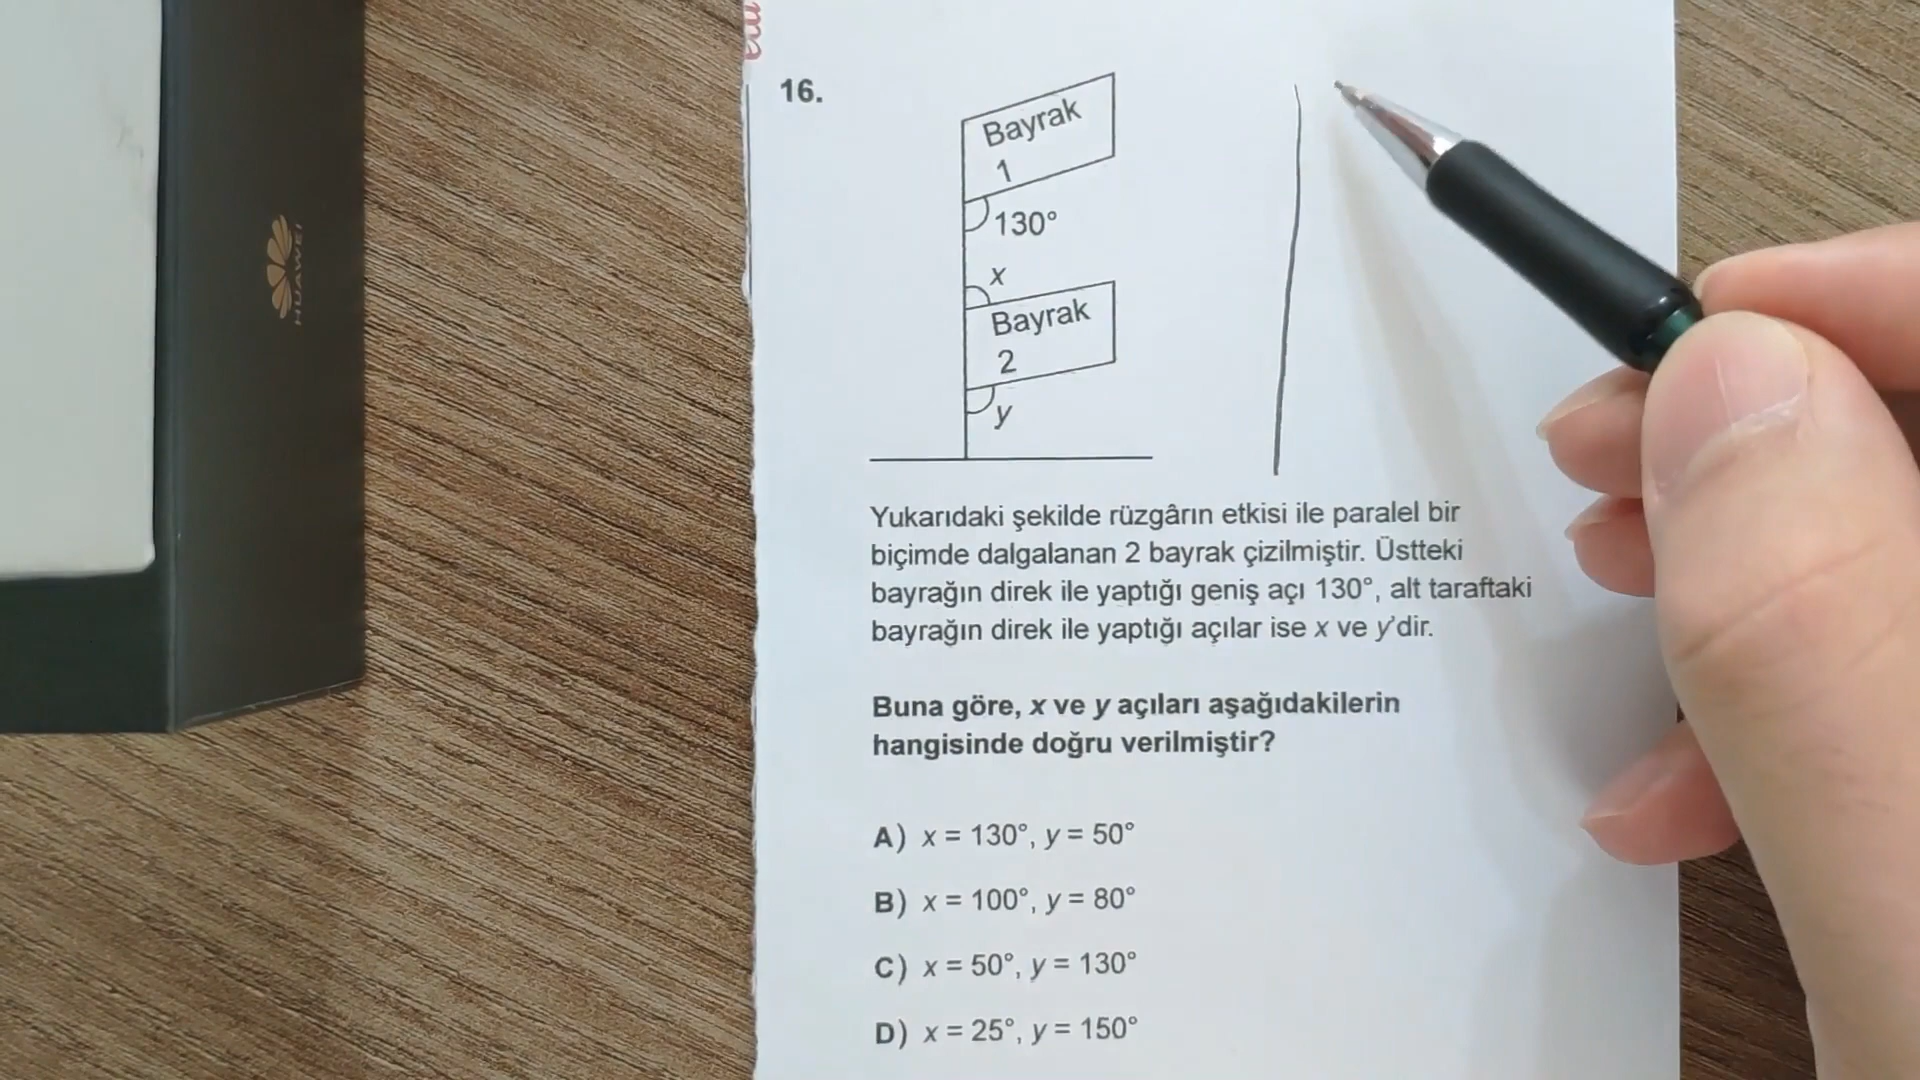 HUAWEI
16.
Bayrak
1
130°
x
Bayrak
2
y
Yukarıdaki şekilde rüzgârın etkisi ile paralel bir
biçimde dalgalanan 2 bayrak çizilmiştir. Üstteki
bayrağın direk ile yaptığı geniş açı 130°, alt taraftaki
bayrağın direk ile yaptığı açılar ise x ve y'dir.
Buna göre, x ve y açıları aşağıdakilerin
hangisinde doğru verilmiştir?
A) x = 130°, y = 50°
B) x = 100°, y = 80°
C) x = 50°, y = 130°
D) x = 25°, y = 150°